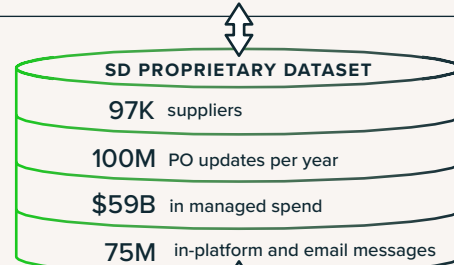 SD PROPRIETARY DATASET
97K suppliers
100M PO updates per year
$59B in managed spend
75M in-platform and email messages